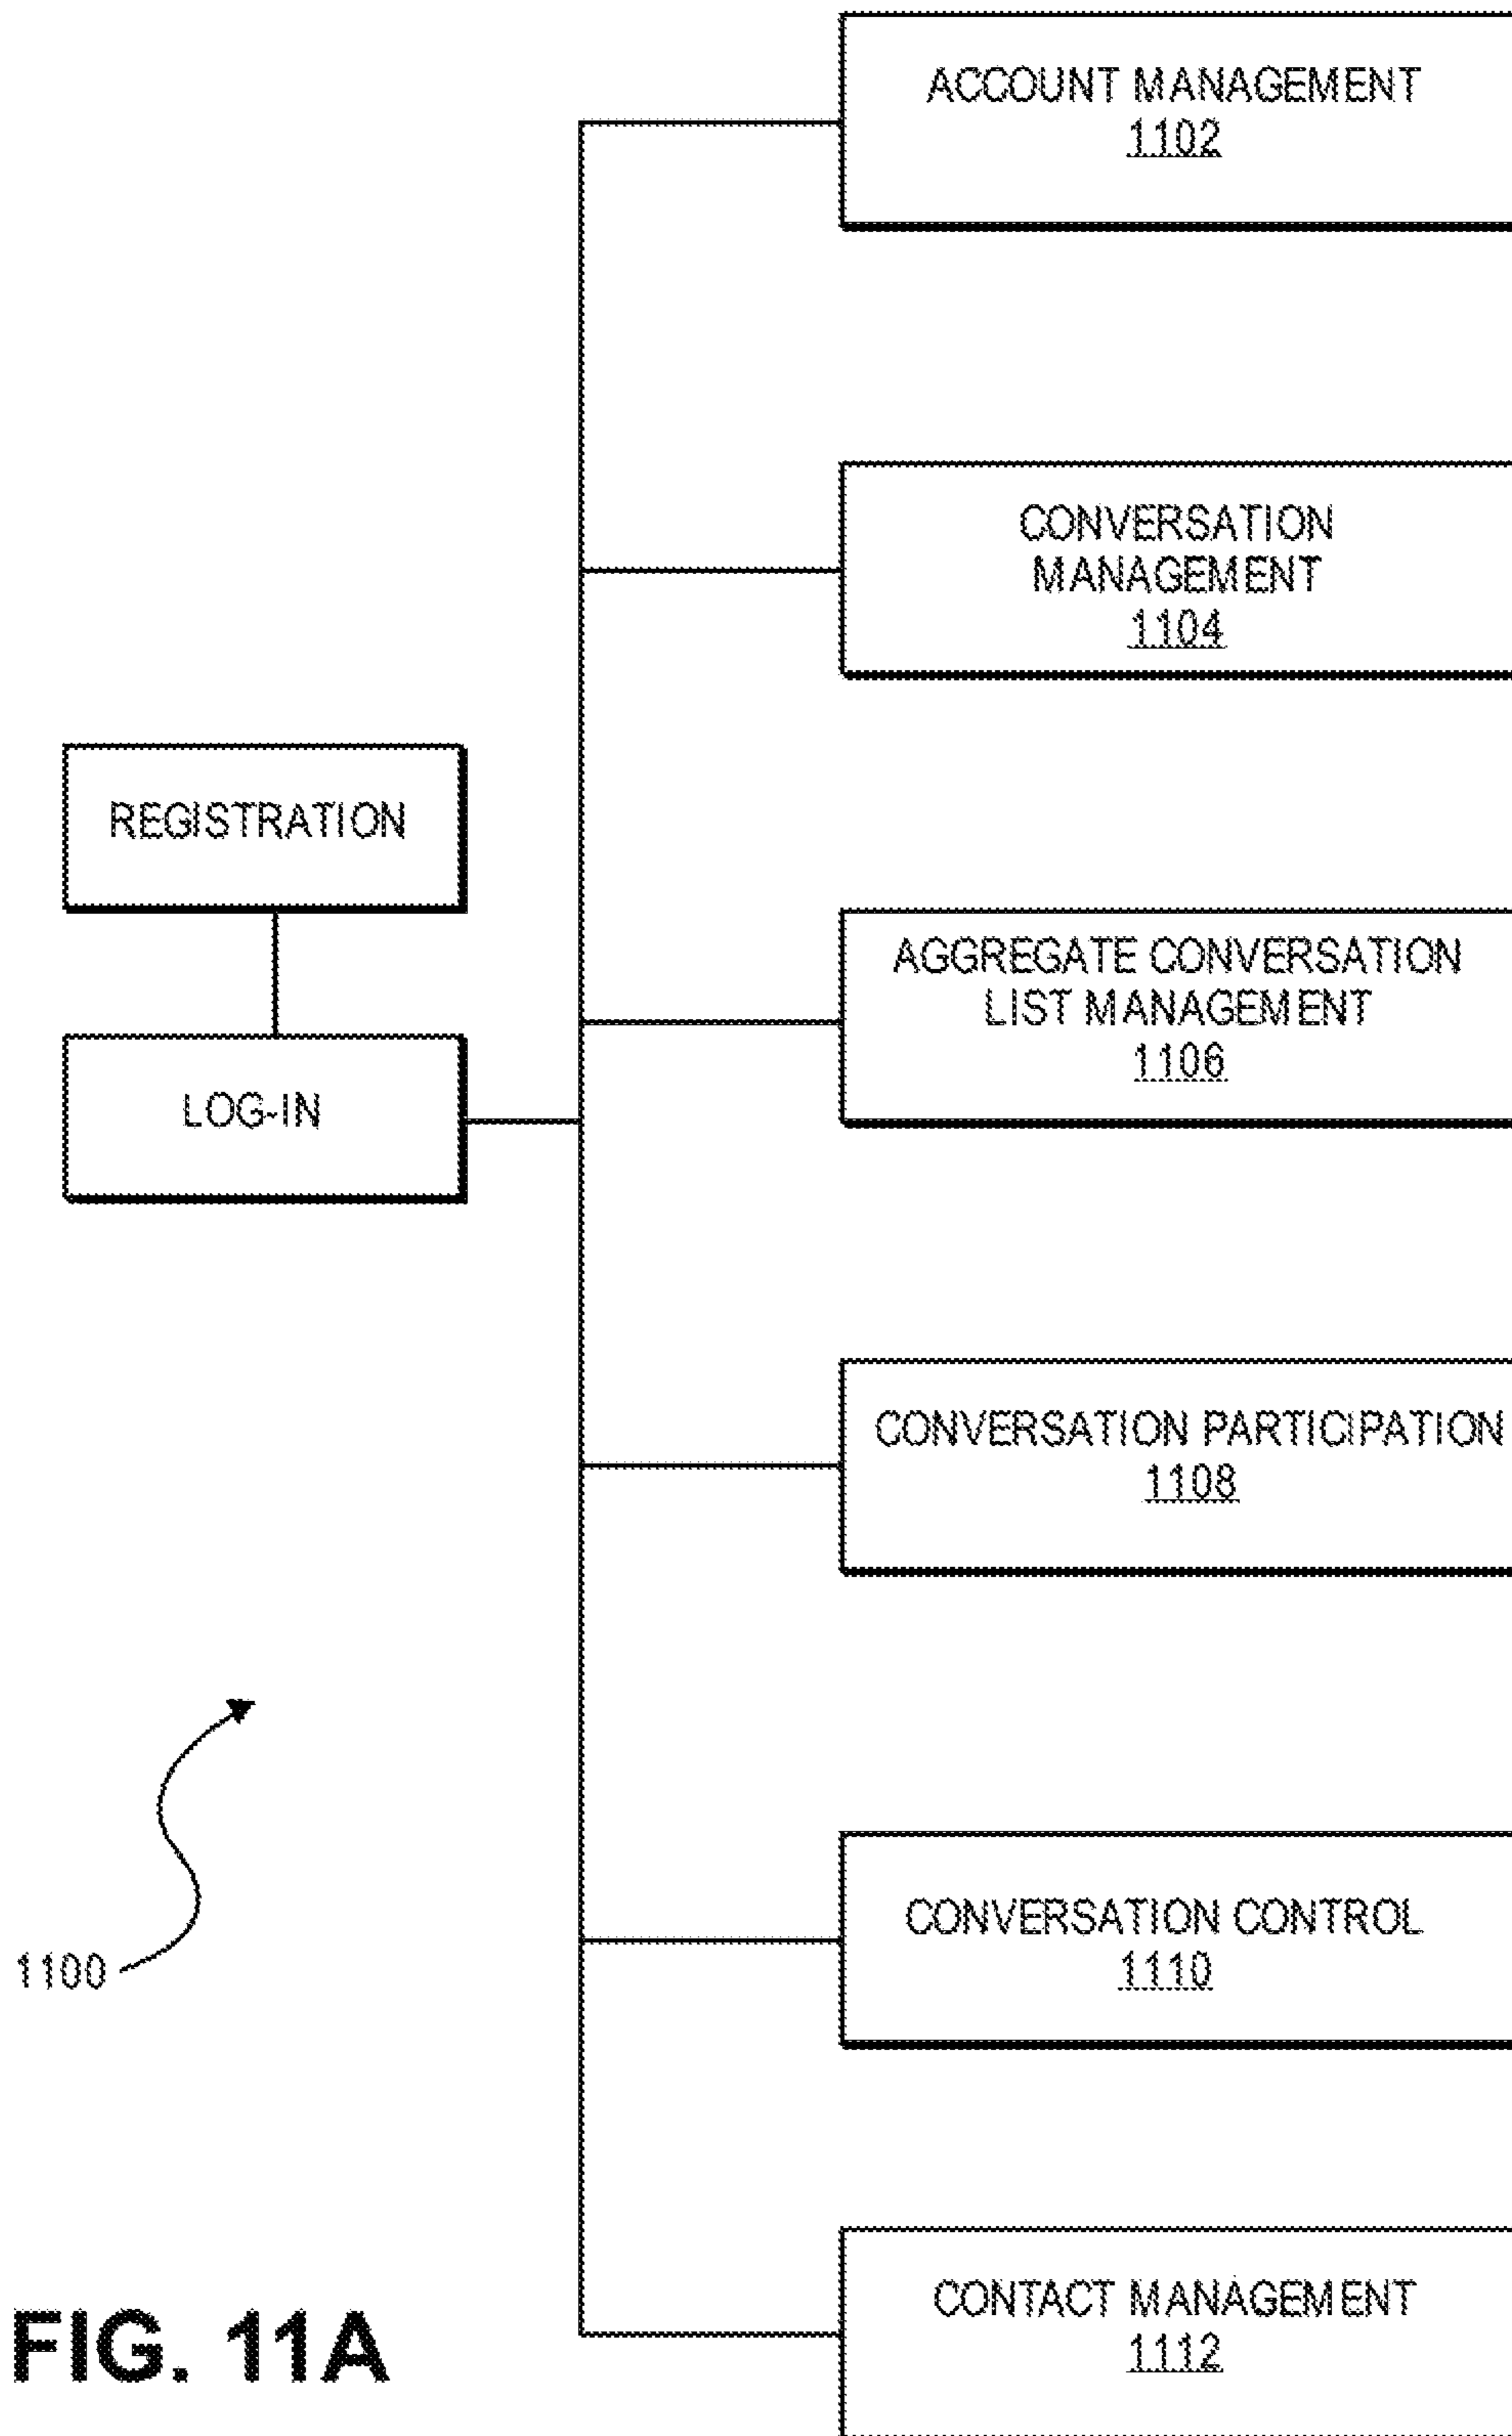 ACCOUNT MANAGEMENT
1102
CONVERSATION
MANAGEMENT
1104
REGISTRATION
AGGREGATE CONVERSATION
LIST MANAGEMENT
1106
LOG-IN
CONVERSATION PARTICIPATION
1108
CONVERSATION CONTROL
1110
1100
CONTACT MANAGEMENT
1112
FIG. 11A